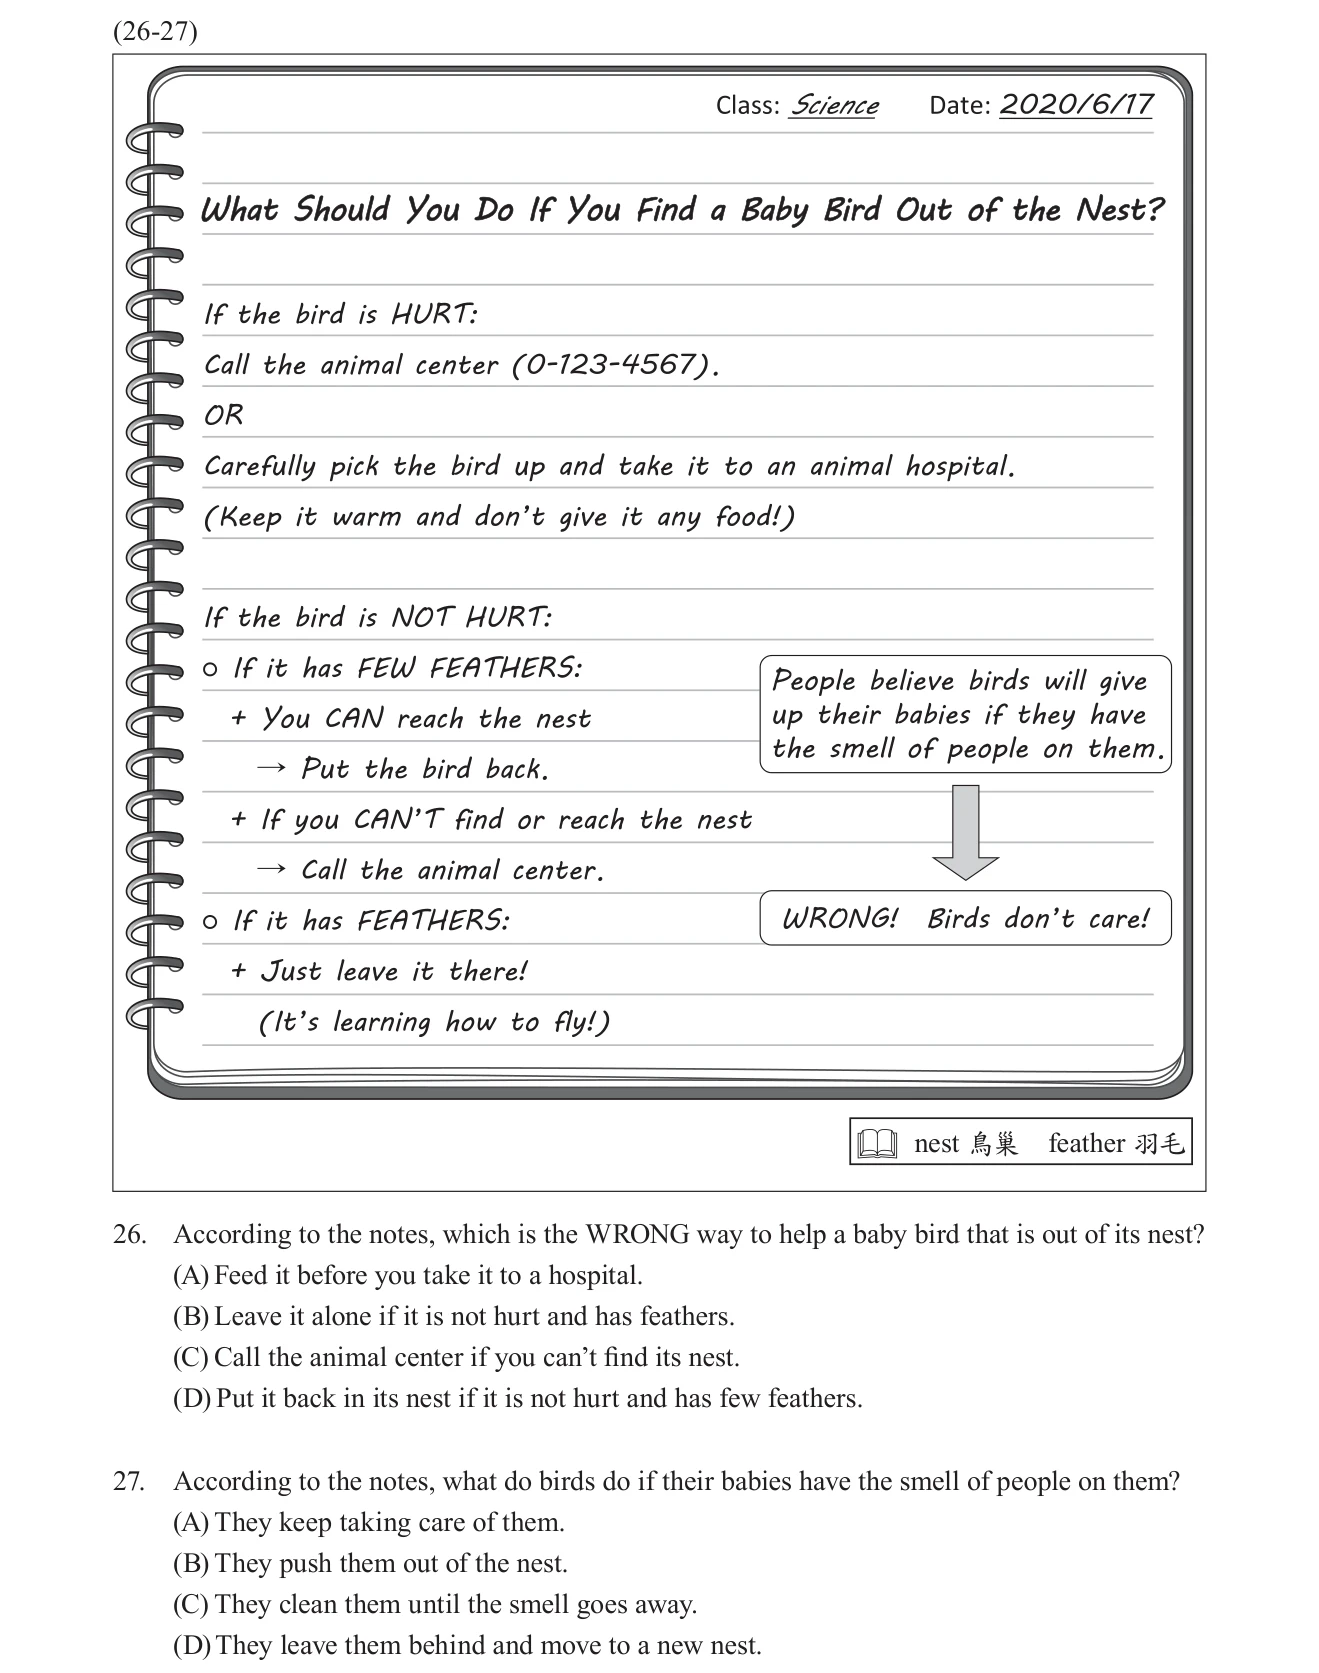 (26-27)
Class: Science Date: 2020/6/17
What Should You Do If You Find a Baby Bird Out of the Nest?
If the bird is HURT:
Call the animal center (0-123-4567).
OR
Carefully pick the bird up and take it to an animal hospital.
(Keep it warm and don't give it any food!)
If the bird is NOT HURT:
○ If it has FEW FEATHERS:
+ You CAN reach the nest
→ Put the bird back.
+ If you CAN'T find or reach the nest
→ Call the animal center.
○ If it has FEATHERS:
+ Just leave it there!
(It's learning how to fly!)
People believe birds will give
up their babies if they have
the smell of people on them.
WRONG! Birds don't care!
nest 鳥巢 feather 羽毛
26. According to the notes, which is the WRONG way to help a baby bird that is out of its nest?
(A) Feed it before you take it to a hospital.
(B) Leave it alone if it is not hurt and has feathers.
(C) Call the animal center if you can't find its nest.
(D) Put it back in its nest if it is not hurt and has few feathers.
27. According to the notes, what do birds do if their babies have the smell of people on them?
(A) They keep taking care of them.
(B) They push them out of the nest.
(C) They clean them until the smell goes away.
(D) They leave them behind and move to a new nest.